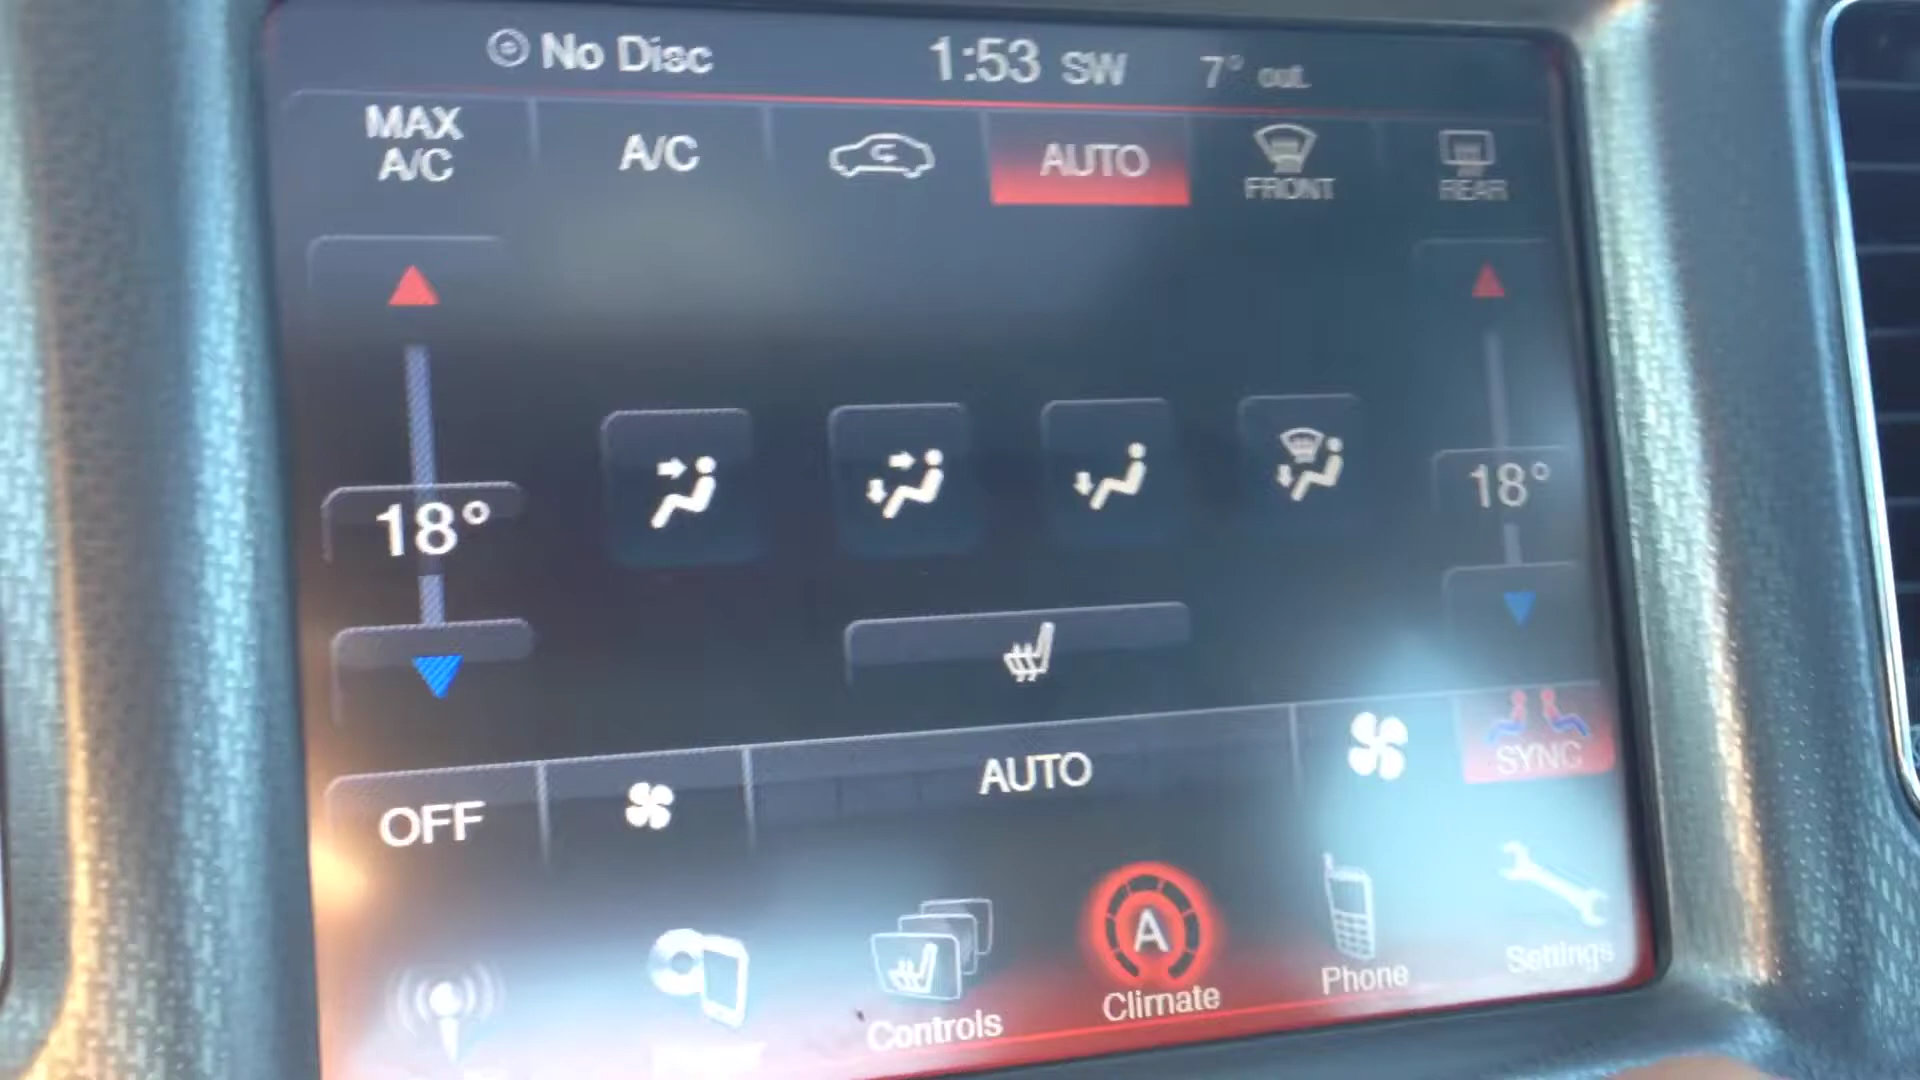 No Disc 1:53 SW 7° out.
MAX
A/C
A/C
AUTO
FRONT
REAR
18°
18°
OFF
AUTO
SYNC
Controls
Climate
A
Phone
Settings